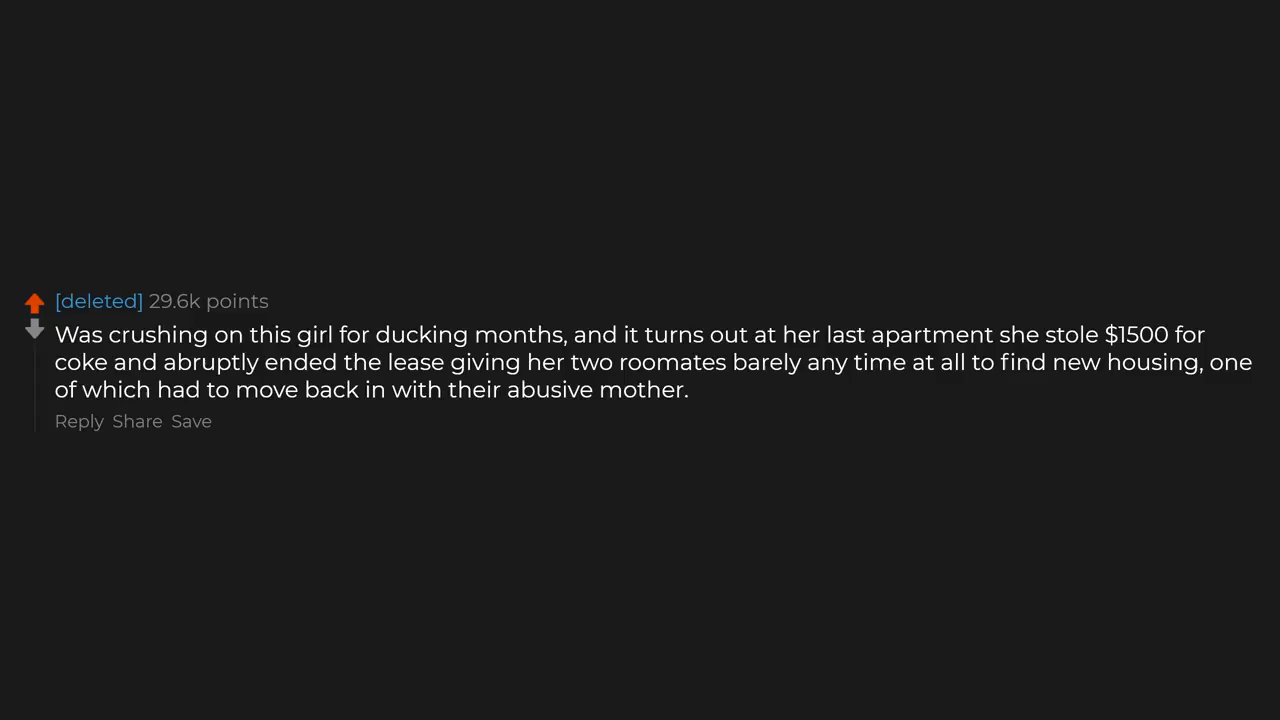 [deleted] 29.6k points
Was crushing on this girl for ducking months, and it turns out at her last apartment she stole $1500 for
coke and abruptly ended the lease giving her two roomates barely any time at all to find new housing, one
of which had to move back in with their abusive mother.
Reply Share Save